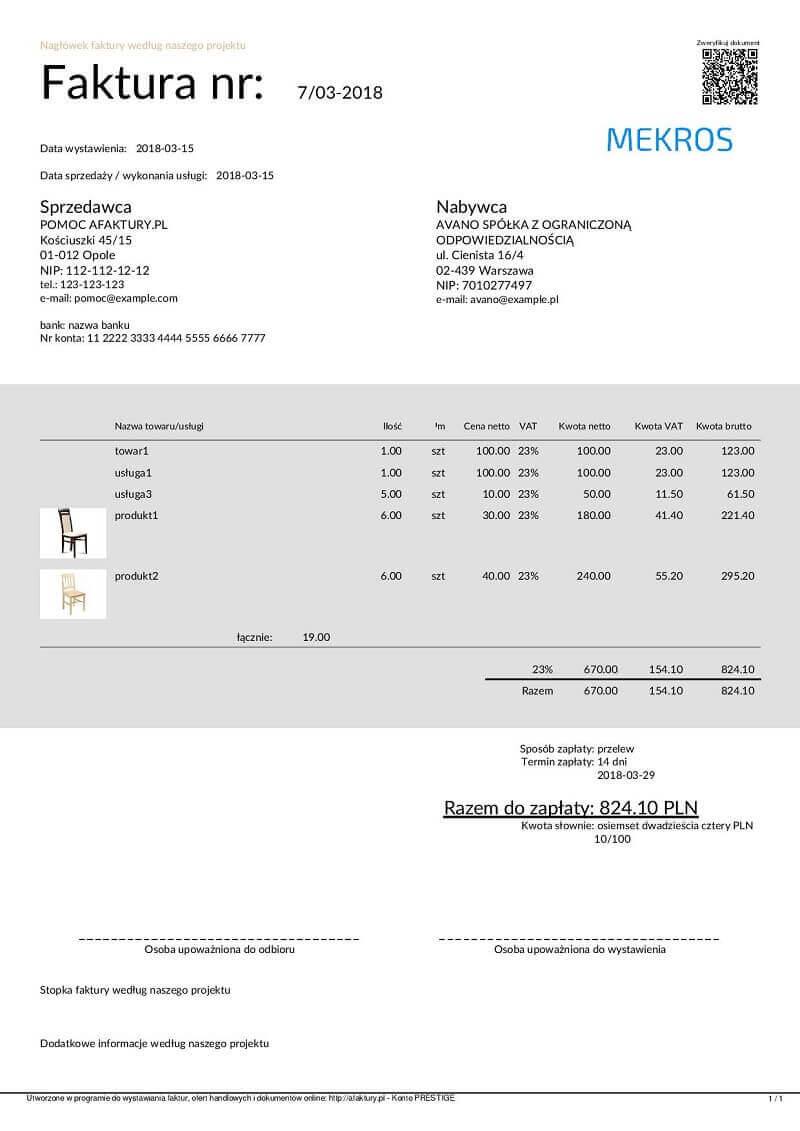 Nagłówek faktury według naszego projektu
Zweryfikuj dokument
Faktura nr: 7/03-2018
MEKROS
Data wystawienia: 2018-03-15
Data sprzedaży / wykonania usługi: 2018-03-15
Sprzedawca
POMOC AFAKTURY.PL
Kościuszki 45/15
01-012 Opole
NIP: 112-112-12-12
tel.: 123-123-123
e-mail: pomoc@example.com
bank: nazwa banku
Nr konta: 11 2222 3333 4444 5555 6666 7777
Nabywca
AVANO SPÓŁKA Z OGRANICZONĄ
ODPOWIEDZIALNOŚCIĄ
ul. Cienista 16/4
02-439 Warszawa
NIP: 7010277497
e-mail: avano@example.pl
Nazwa towaru/usługi Ilość Jm Cena netto VAT Kwota netto Kwota VAT Kwota brutto
towar1 1.00 szt 100.00 23% 100.00 23.00 123.00
usługa1 1.00 szt 100.00 23% 100.00 23.00 123.00
usługa3 5.00 szt 10.00 23% 50.00 11.50 61.50
produkt1 6.00 szt 30.00 23% 180.00 41.40 221.40
produkt2 6.00 szt 40.00 23% 240.00 55.20 295.20
łącznie: 19.00
23% 670.00 154.10 824.10
Razem 670.00 154.10 824.10
Sposób zapłaty: przelew
Termin zapłaty: 14 dni
2018-03-29
Razem do zapłaty: 824.10 PLN
Kwota słownie: osiemset dwadzieścia cztery PLN
10/100
Osoba upoważniona do odbioru
Osoba upoważniona do wystawienia
Stopka faktury według naszego projektu
Dodatkowe informacje według naszego projektu
Utworzone w programie do wystawiania faktur, ofert handlowych i dokumentów online: http://afaktury.pl - Konto PRESTIGE
1 / 1